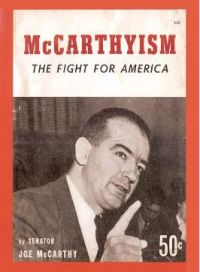 McCARTHYISM
THE FIGHT FOR AMERICA
by SENATOR
JOE McCARTHY
50¢